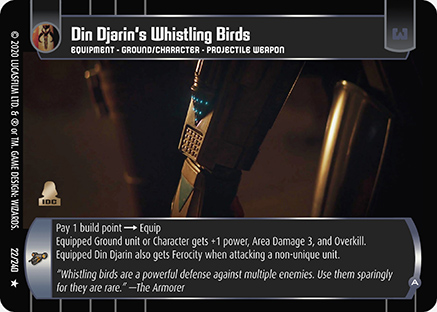 Din Djarin's Whistling Birds
EQUIPMENT - GROUND/CHARACTER - PROJECTILE WEAPON
© 2020 LUCASFILM LTD. & ® or TM. GAME DESIGN: WIZARDS.
22/240
IDC
Pay 1 build point → Equip
Equipped Ground unit or Character gets +1 power, Area Damage 3, and Overkill.
Equipped Din Djarin also gets Ferocity when attacking a non-unique unit.
"Whistling birds are a powerful defense against multiple enemies. Use them sparingly
for they are rare." —The Armorer
A